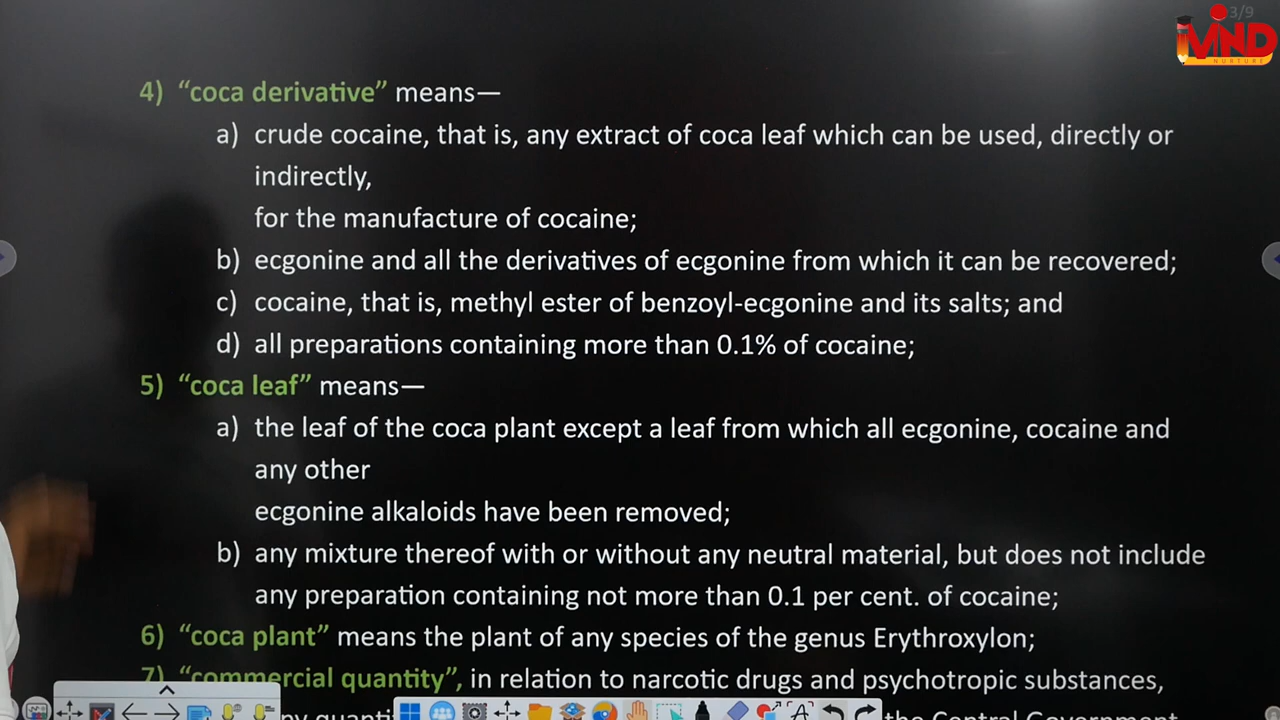 3/9
MIND
NURTURE
4) “coca derivative” means—
a) crude cocaine, that is, any extract of coca leaf which can be used, directly or
indirectly,
for the manufacture of cocaine;
b) ecgonine and all the derivatives of ecgonine from which it can be recovered;
c) cocaine, that is, methyl ester of benzoyl-ecgonine and its salts; and
d) all preparations containing more than 0.1% of cocaine;
5) “coca leaf” means—
a) the leaf of the coca plant except a leaf from which all ecgonine, cocaine and
any other
ecgonine alkaloids have been removed;
b) any mixture thereof with or without any neutral material, but does not include
any preparation containing not more than 0.1 per cent. of cocaine;
6) “coca plant” means the plant of any species of the genus Erythroxylon;
7) “commercial quantity”, in relation to narcotic drugs and psychotropic substances,
the Central Government